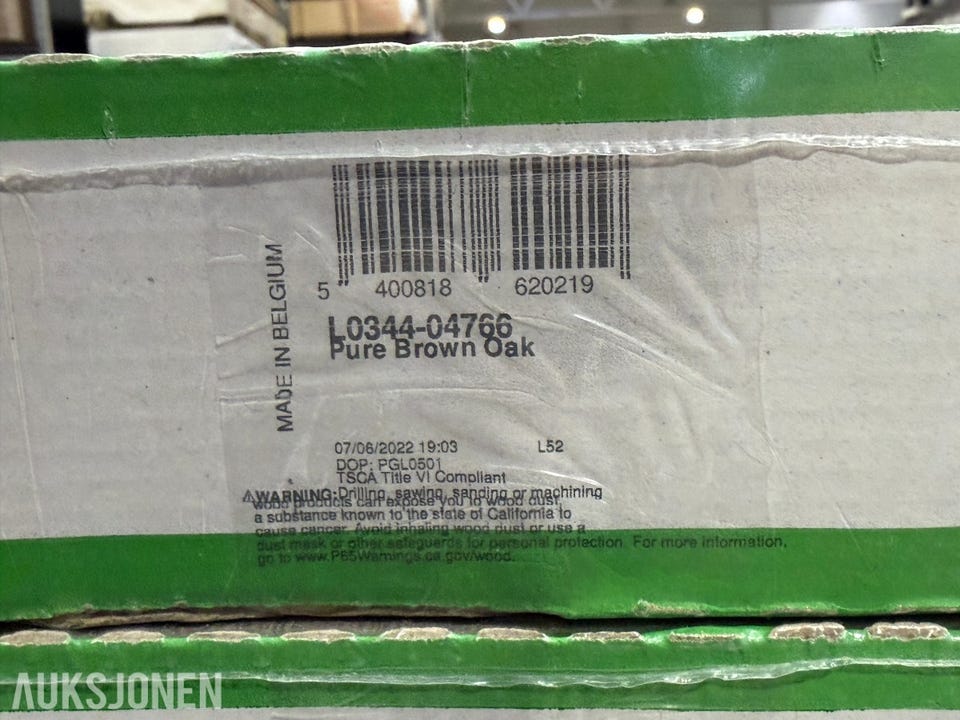 5 400818 620219
MADE IN BELGIUM
L0344-04766
Pure Brown Oak
07/06/2022 19:03 L52
DOP: PGL0501
TSCA Title VI Compliant
⚠WARNING:Drilling, sawing, sanding or machining
wood products can expose you to wood dust,
a substance known to the state of California to
cause cancer. Avoid inhaling wood dust or use a
dust mask or other safeguards for personal protection. For more information,
go to www.P65Warnings.ca.gov/wood.
AUKSJONEN